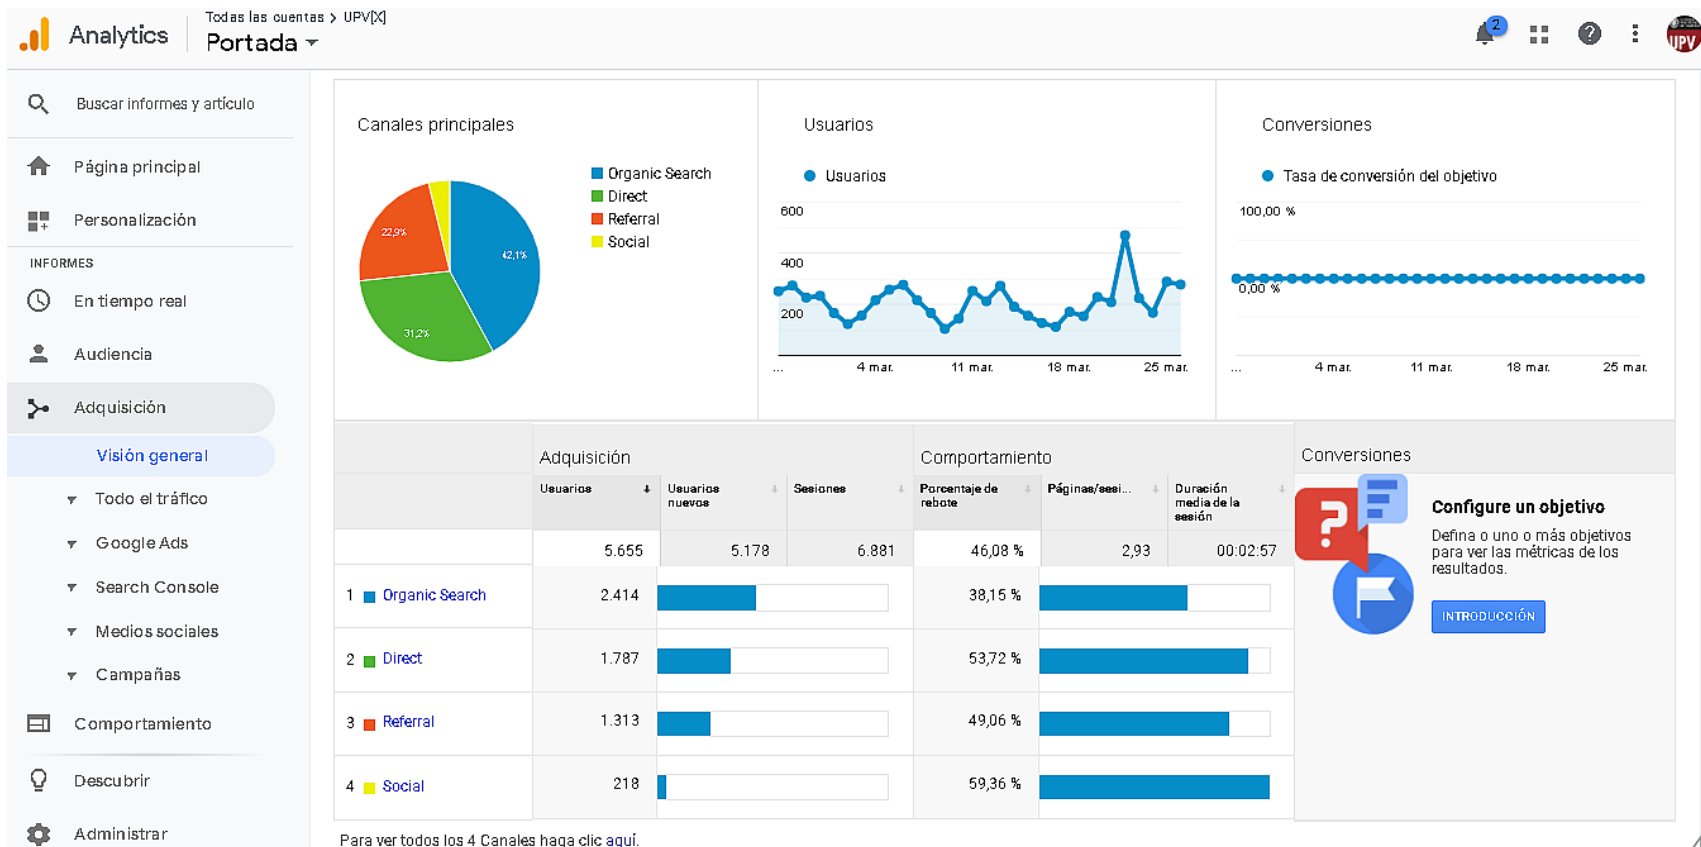 Todas las cuentas > UPV[X]
Analytics
Portada
2
UPV
Buscar informes y artículo
Página principal
Personalización
INFORMES
En tiempo real
Audiencia
Adquisición
Visión general
Todo el tráfico
Google Ads
Search Console
Medios sociales
Campañas
Comportamiento
Descubrir
Administrar
Canales principales
Organic Search
Direct
Referral
Social
22,9%
42,1%
31,2%
Usuarios
Usuarios
600
400
200
... 4 mar. 11 mar. 18 mar. 25 mar.
Conversiones
Tasa de conversión del objetivo
100,00 %
0,00 %
... 4 mar. 11 mar. 18 mar. 25 mar.
Adquisición Comportamiento Conversiones
Usuarios
Usuarios
nuevos
Sesiones
Porcentaje de
rebote
Páginas/sesi...
Duración
media de la
sesión
5.655 5.178 6.881 46,08 % 2,93 00:02:57
1 Organic Search 2.414 38,15 %
2 Direct 1.787 53,72 %
3 Referral 1.313 49,06 %
4 Social 218 59,36 %
?
Configure un objetivo
Defina o uno o más objetivos
para ver las métricas de los
resultados.
INTRODUCCIÓN
Para ver todos los 4 Canales haga clic aquí.